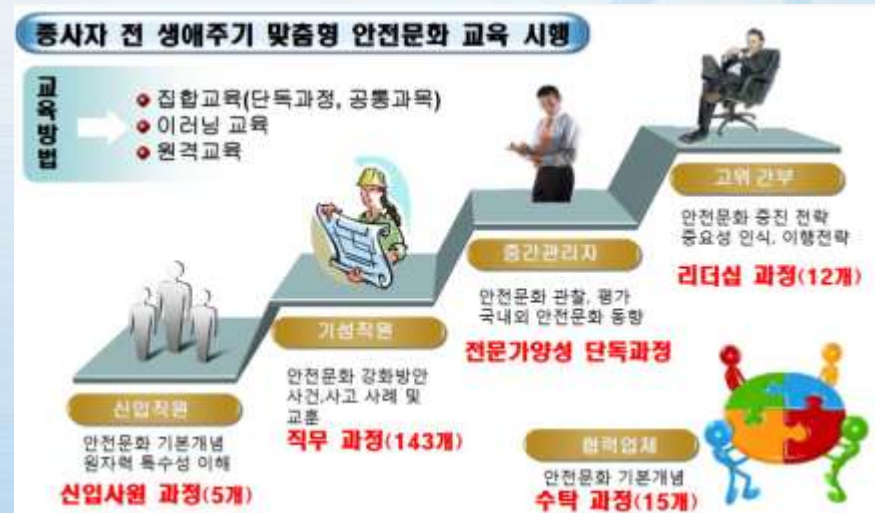 종사자 전 생애주기 맞춤형 안전문화 교육 시행
교육방법
집합교육(단독과정, 공통과목)
이러닝 교육
원격교육
신입직원
안전문화 기본개념
원자력 특수성 이해
신입사원 과정(5개)
기성직원
안전문화 강화방안
사건,사고 사례 및
교훈
직무 과정(143개)
중간관리자
안전문화 관찰, 평가
국내외 안전문화 동향
전문가양성 단독과정
고위 간부
안전문화 증진 전략
중요성 인식, 이행전략
리더십 과정(12개)
협력업체
안전문화 기본개념
수탁 과정(15개)